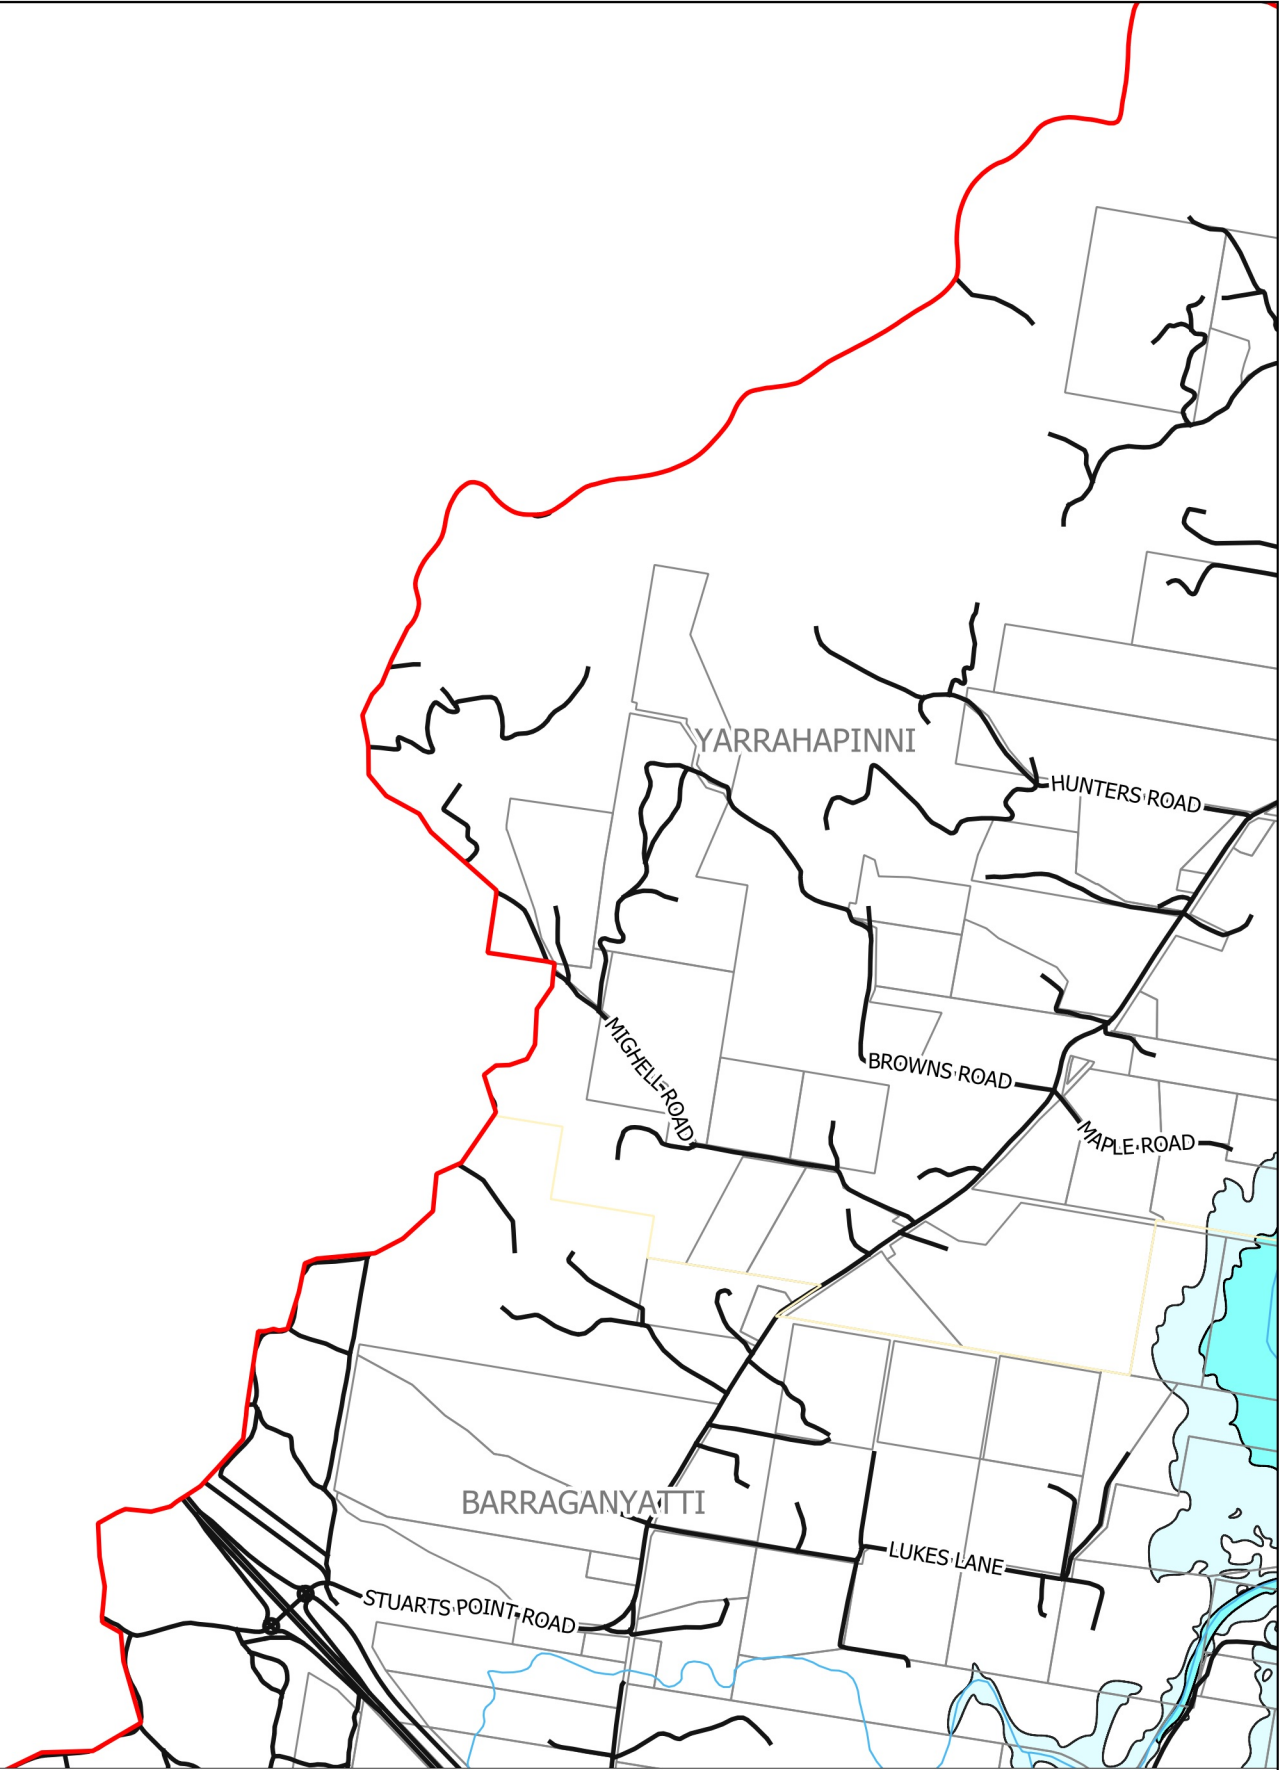 YARRAHAPINNI
HUNTERS ROAD
MIGHELL ROAD
BROWNS ROAD
MAPLE ROAD
BARRAGANYATTI
LUKES LANE
STUARTS POINT ROAD